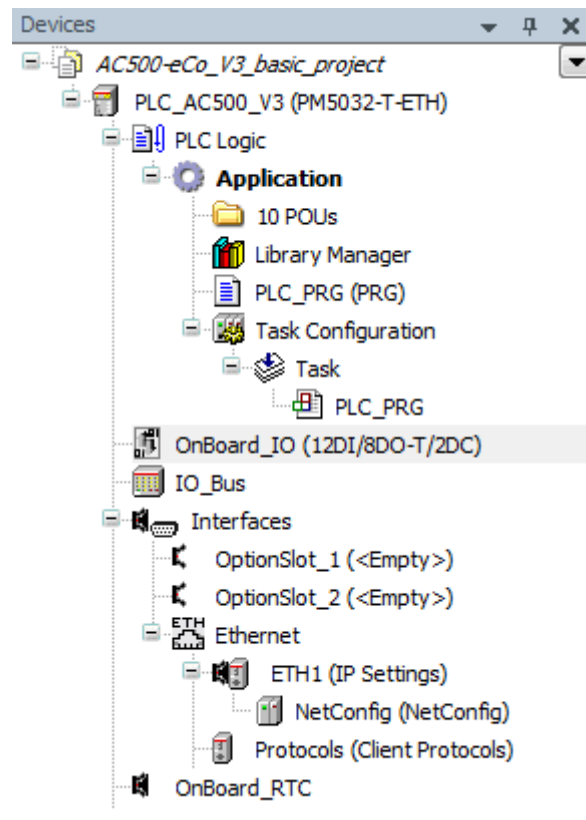 Devices
AC500-eCo_V3_basic_project
PLC_AC500_V3 (PM5032-T-ETH)
PLC Logic
Application
10 POUs
Library Manager
PLC_PRG (PRG)
Task Configuration
Task
PLC_PRG
OnBoard_IO (12DI/8DO-T/2DC)
IO_Bus
Interfaces
OptionSlot_1 (<Empty>)
OptionSlot_2 (<Empty>)
ETH
Ethernet
ETH1 (IP Settings)
NetConfig (NetConfig)
Protocols (Client Protocols)
OnBoard_RTC